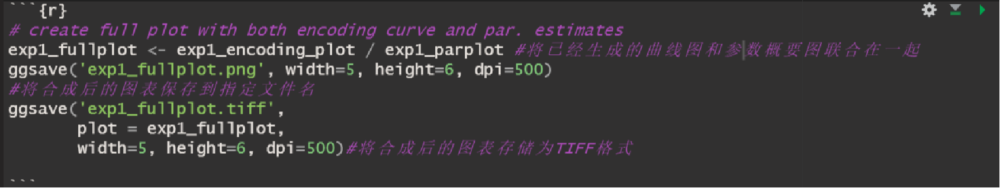 ```{r}
# create full plot with both encoding curve and par. estimates
exp1_fullplot <- exp1_encoding_plot / exp1_parplot #将已经生成的曲线图和参数概要图联合在一起
ggsave('exp1_fullplot.png', width=5, height=6, dpi=500)
#将合成后的图表保存到指定文件名
ggsave('exp1_fullplot.tiff',
       plot = exp1_fullplot,
       width=5, height=6, dpi=500)#将合成后的图表存储为TIFF格式
```